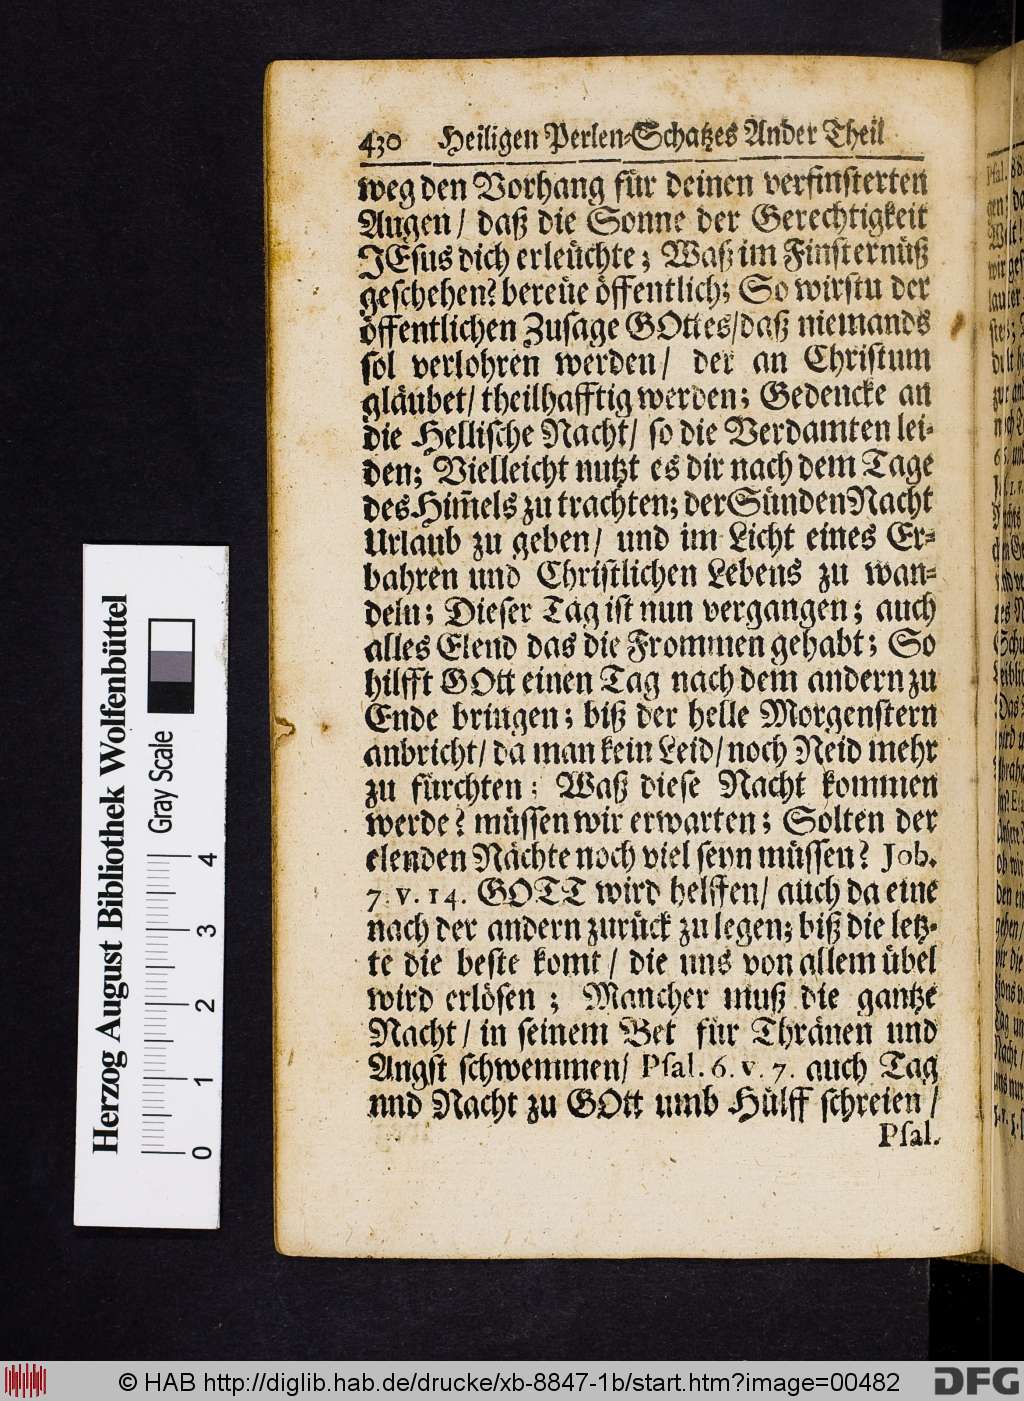 430 Heiligen Perlen-Schatzes Ander Theil
weg den Vorhang für deinen verfinsterten
Augen/ daß die Sonne der Gerechtigkeit
JEsus dich erleüchte; Waß im Finsternüß
geschehen? bereüe öffentlich; So wirstu der
öffentlichen Zusage GOttes/daß niemands
sol verlohren werden/ der an Christum
gläubet/ theilhafftig werden; Gedencke an
die Hellische Nacht/ so die Verdamten lei-
den; Vielleicht nutzt es dir nach dem Tage
des Him̃els zu trachten; der Sünden Nacht
Urlaub zu geben/ und im Licht eines Er-
bahren und Christlichen Lebens zu wan-
deln; Dieser Tag ist nun vergangen; auch
alles Elend das die Frommen gehabt; So
hilfft GOtt einen Tag nach dem andern zu
Ende bringen; biß der helle Morgenstern
anbricht/ da man kein Leid/ noch Neid mehr
zu fürchten; Waß diese Nacht kommen
werde? müssen wir erwarten; Solten der
elenden Nächte noch viel seyn müssen? Job.
7. v. 14. GOTT wird helffen/ auch da eine
nach der andern zurück zu legen; biß die letz-
te die beste komt/ die uns von allem übel
wird erlösen; Mancher muß die gantze
Nacht/ in seinem Bet für Thränen und
Angst schwemmen/ Psal. 6. v. 7. auch Tag
und Nacht zu GOtt umb Hülff schreien/
Psal.
Herzog August Bibliothek Wolfenbüttel
Gray Scale
0 1 2 3 4
© HAB http://diglib.hab.de/drucke/xb-8847-1b/start.htm?image=00482
DFG